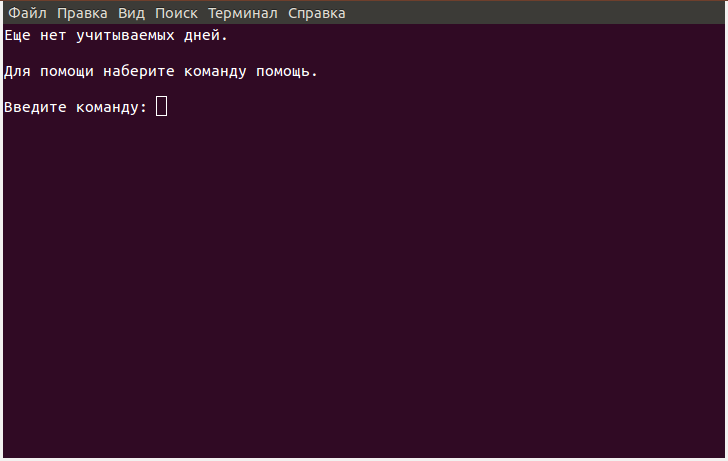 Файл Правка Вид Поиск Терминал Справка
Еще нет учитываемых дней.
Для помощи наберите команду помощь.
Введите команду: